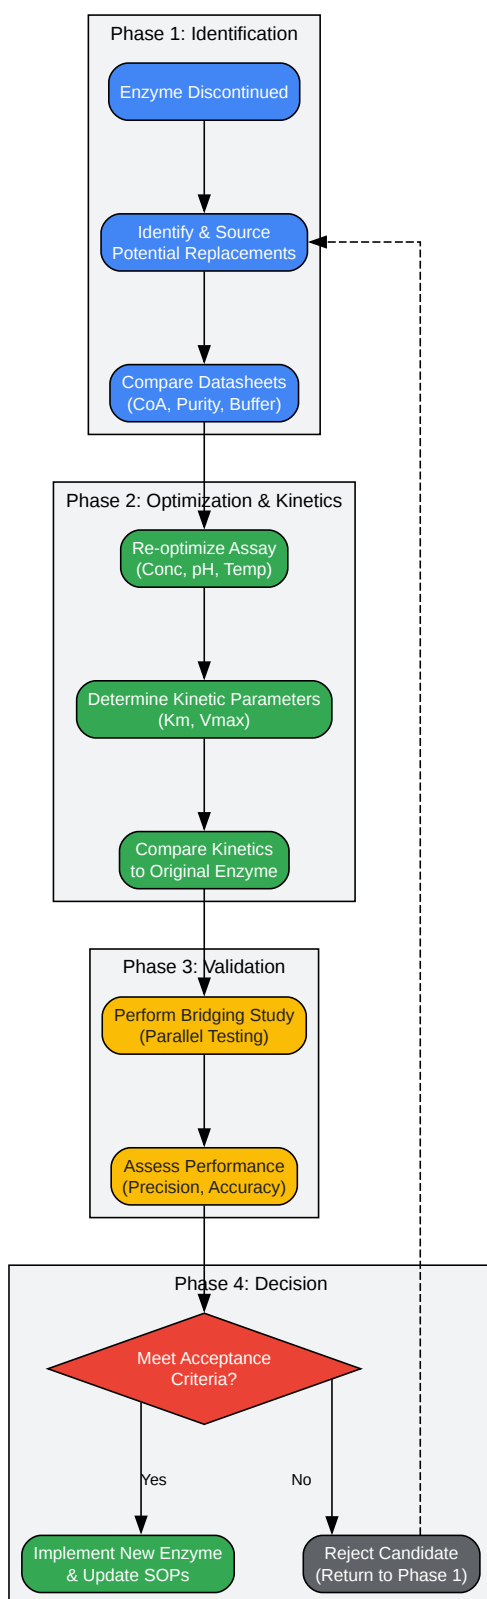 Phase 1: Identification
Enzyme Discontinued
Identify & Source
Potential Replacements
Compare Datasheets
(CoA, Purity, Buffer)
Phase 2: Optimization & Kinetics
Re-optimize Assay
(Conc, pH, Temp)
Determine Kinetic Parameters
(Km, Vmax)
Compare Kinetics
to Original Enzyme
Phase 3: Validation
Perform Bridging Study
(Parallel Testing)
Assess Performance
(Precision, Accuracy)
Phase 4: Decision
Meet Acceptance
Criteria?
Yes
No
Implement New Enzyme
& Update SOPs
Reject Candidate
(Return to Phase 1)